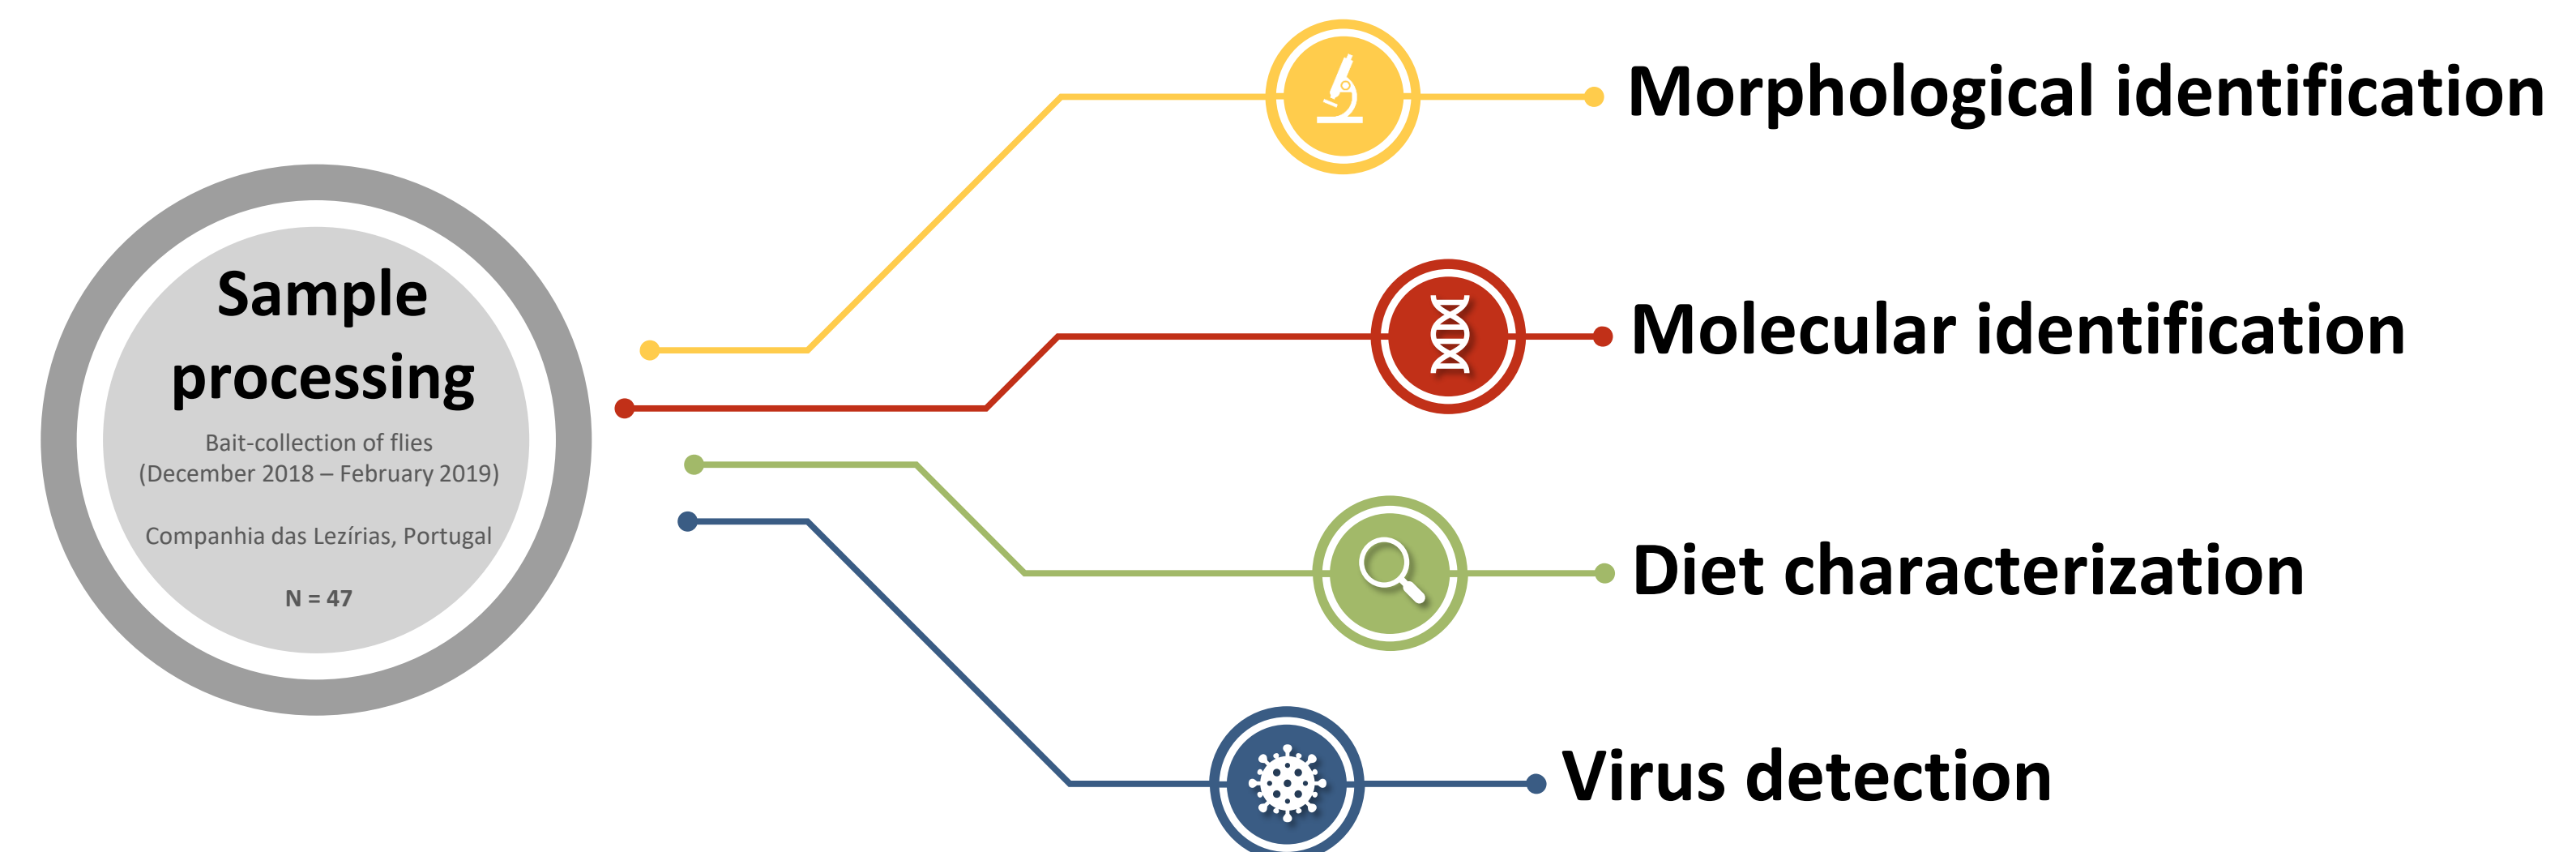 Sample
processing
Bait-collection of flies
(December 2018 – February 2019)
Companhia das Lezírias, Portugal
N = 47
Morphological identification
Molecular identification
Diet characterization
Virus detection